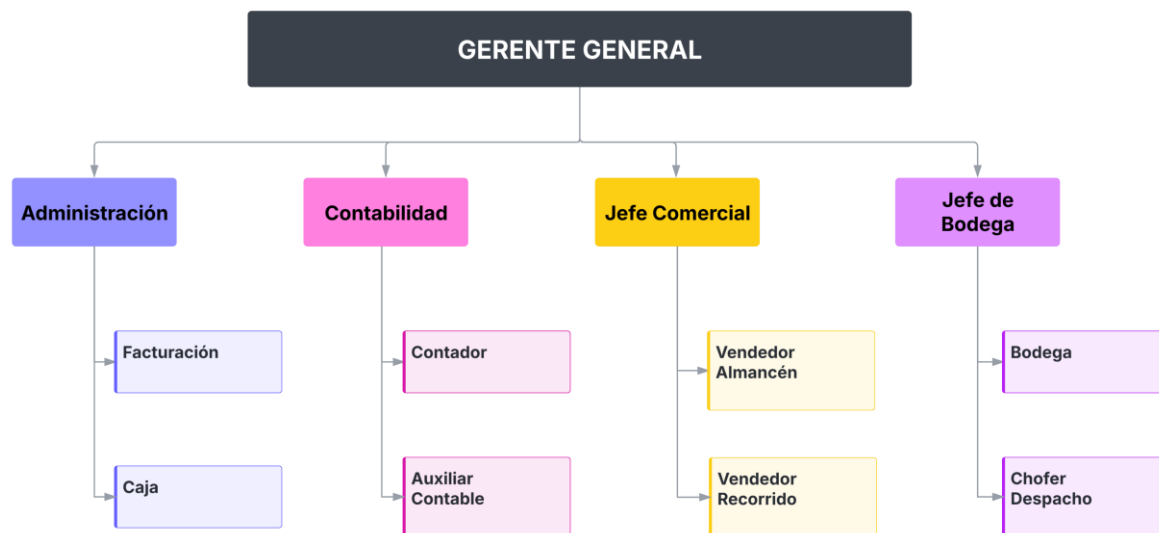 GERENTE GENERAL
Administración
Contabilidad
Jefe Comercial
Jefe de
Bodega
Facturación
Contador
Vendedor
Almancén
Bodega
Caja
Auxiliar
Contable
Vendedor
Recorrido
Chofer
Despacho